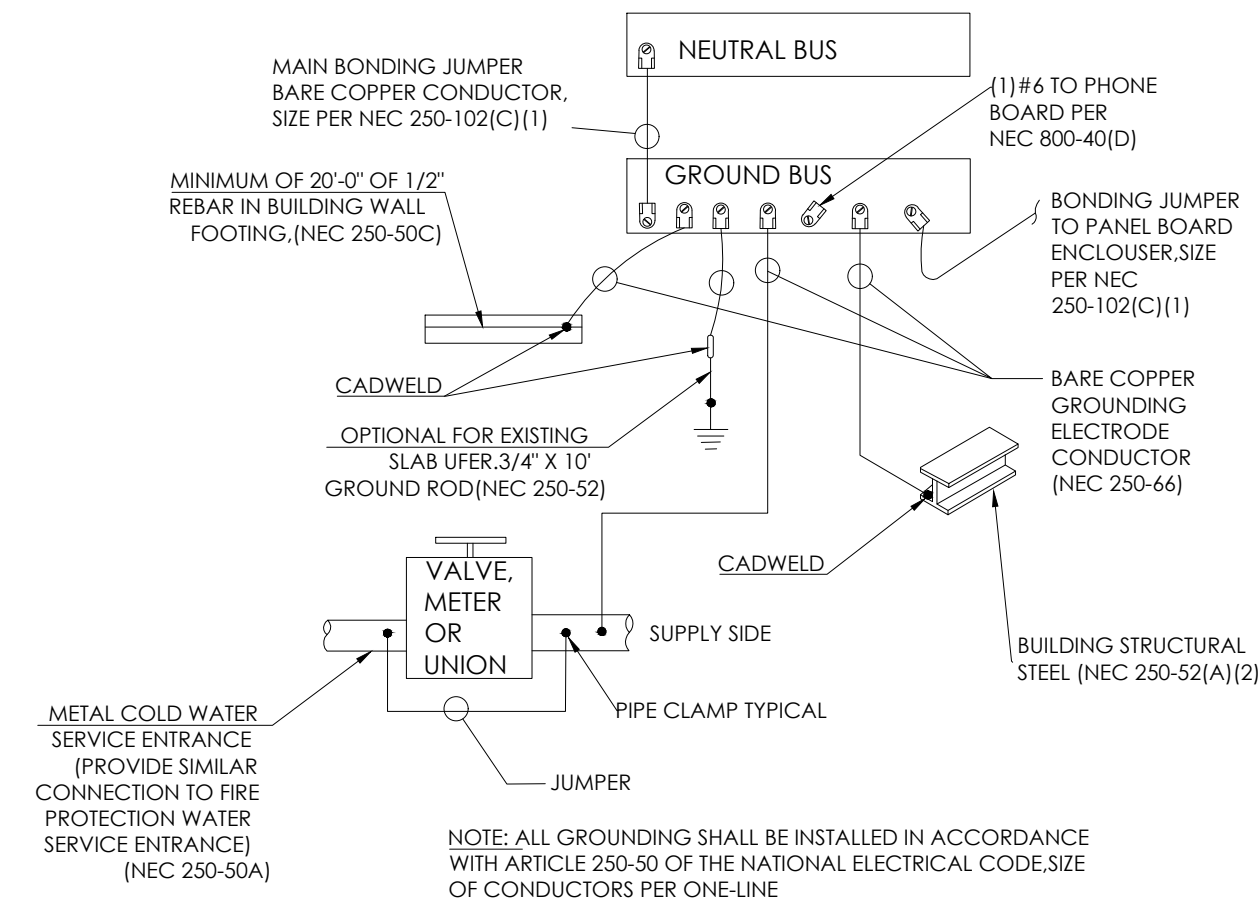 NEUTRAL BUS
MAIN BONDING JUMPER
BARE COPPER CONDUCTOR,
SIZE PER NEC 250-102(C)(1)
(1)#6 TO PHONE
BOARD PER
NEC 800-40(D)
GROUND BUS
MINIMUM OF 20'-0" OF 1/2"
REBAR IN BUILDING WALL
FOOTING,(NEC 250-50C)
BONDING JUMPER
TO PANEL BOARD
ENCLOUSER,SIZE
PER NEC
250-102(C)(1)
CADWELD
BARE COPPER
GROUNDING
ELECTRODE
CONDUCTOR
(NEC 250-66)
OPTIONAL FOR EXISTING
SLAB UFER.3/4" X 10'
GROUND ROD(NEC 250-52)
CADWELD
VALVE,
METER
OR
UNION
SUPPLY SIDE
BUILDING STRUCTURAL
STEEL (NEC 250-52(A)(2)
PIPE CLAMP TYPICAL
METAL COLD WATER
SERVICE ENTRANCE
(PROVIDE SIMILAR
CONNECTION TO FIRE
PROTECTION WATER
SERVICE ENTRANCE)
(NEC 250-50A)
JUMPER
NOTE: ALL GROUNDING SHALL BE INSTALLED IN ACCORDANCE
WITH ARTICLE 250-50 OF THE NATIONAL ELECTRICAL CODE,SIZE
OF CONDUCTORS PER ONE-LINE